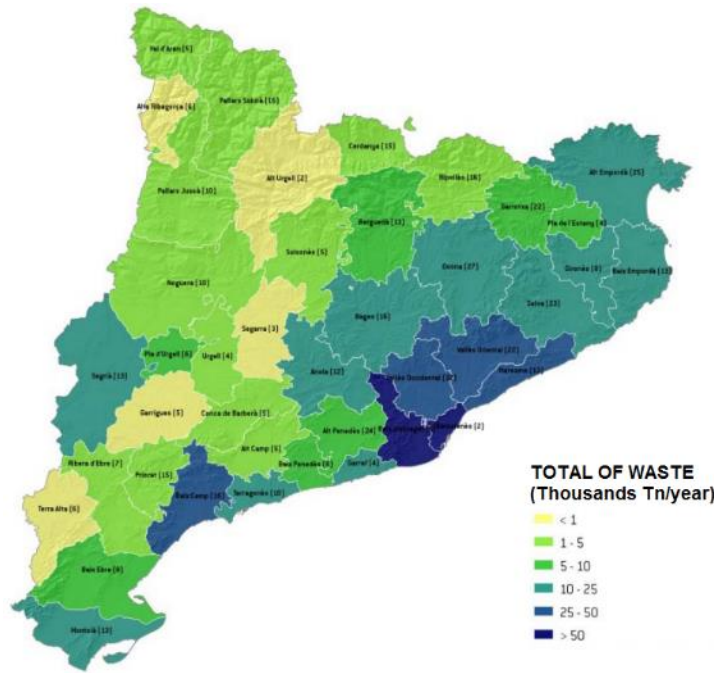 Val d'Aran (5)
Alta Ribagorça (6)
Pallars Sobirà (15)
Cerdanya (15)
Ripollès (16)
Alt Empordà (25)
Alt Urgell (2)
Pallars Jussà (10)
Berguedà (13)
Garrotxa (22)
Pla de l'Estany (4)
Solsonès (5)
Osona (27)
Gironès (8)
Baix Empordà (13)
Noguera (10)
Selva (23)
Segarra (3)
Bages (16)
Vallès Oriental (22)
Pla d'Urgell (6)
Urgell (4)
Segrià (13)
Anoia (12)
Vallès Occidental
Maresme
Garrigues (5)
Conca de Barberà (5)
Alt Penedès (24)
(2)
Alt Camp (5)
Ribera d'Ebre (7)
Priorat (15)
Baix Penedès (8)
Garraf (4)
Terra Alta (6)
Baix Camp (16)
Tarragonès (10)
Baix Ebre (9)
Montsià (12)
TOTAL OF WASTE
(Thousands Tn/year)
< 1
1 - 5
5 - 10
10 - 25
25 - 50
> 50